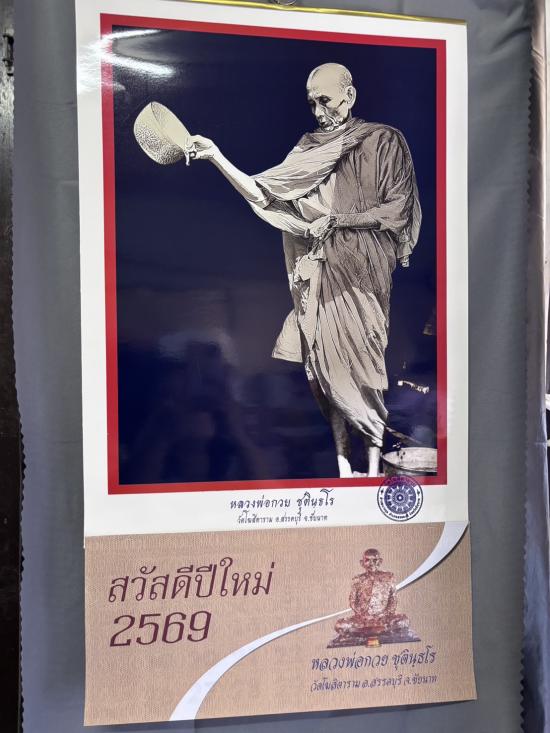 หลวงพ่อกวย ชุตินฺธโร
วัดโฆสิตาราม อ.สรรคบุรี จ.ชัยนาท
สวัสดีปีใหม่
2569
หลวงพ่อกวย ชุตินฺธโร
วัดโฆสิตาราม อ.สรรคบุรี จ.ชัยนาท